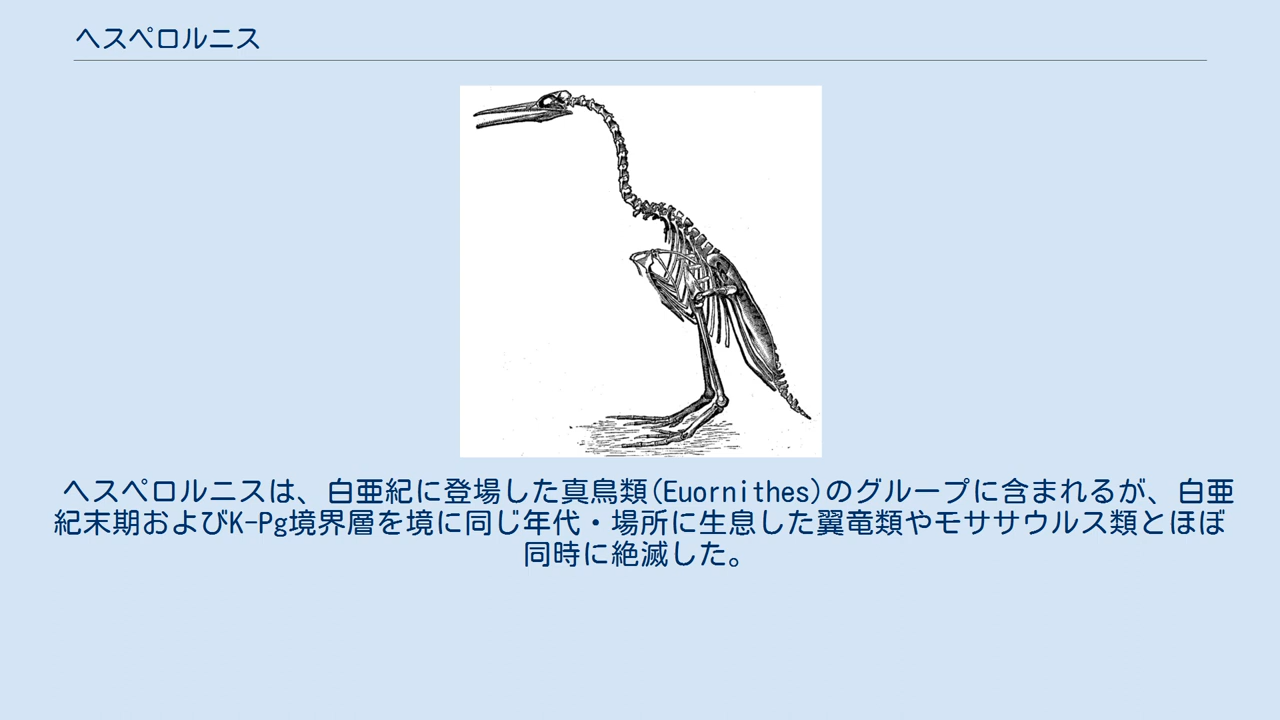 ヘスペロルニス
ヘスペロルニスは、白亜紀に登場した真鳥類(Euornithes)のグループに含まれるが、白亜
紀末期およびK-Pg境界層を境に同じ年代・場所に生息した翼竜類やモササウルス類とほぼ
同時に絶滅した。